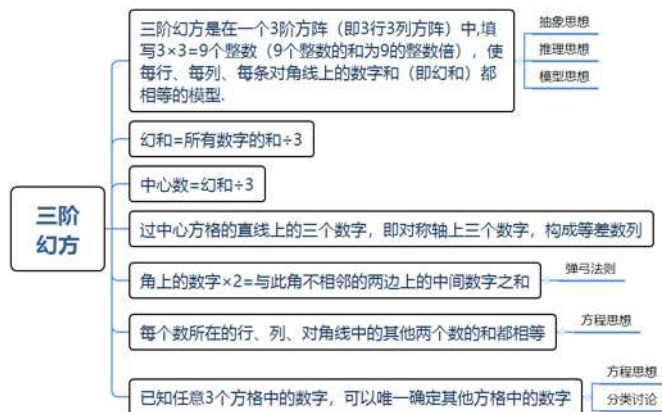 三阶幻方是在一个3阶方阵（即3行3列方阵）中,填
写3×3=9个整数（9个整数的和为9的整数倍），使
每行、每列、每条对角线上的数字和（即幻和）都
相等的模型.
抽象思想
推理思想
模型思想
幻和=所有数字的和÷3
中心数=幻和÷3
三阶
幻方
过中心方格的直线上的三个数字，即对称轴上三个数字，构成等差数列
角上的数字×2=与此角不相邻的两边上的中间数字之和
弹弓法则
每个数所在的行、列、对角线中的其他两个数的和都相等
方程思想
已知任意3个方格中的数字，可以唯一确定其他方格中的数字
方程思想
分类讨论